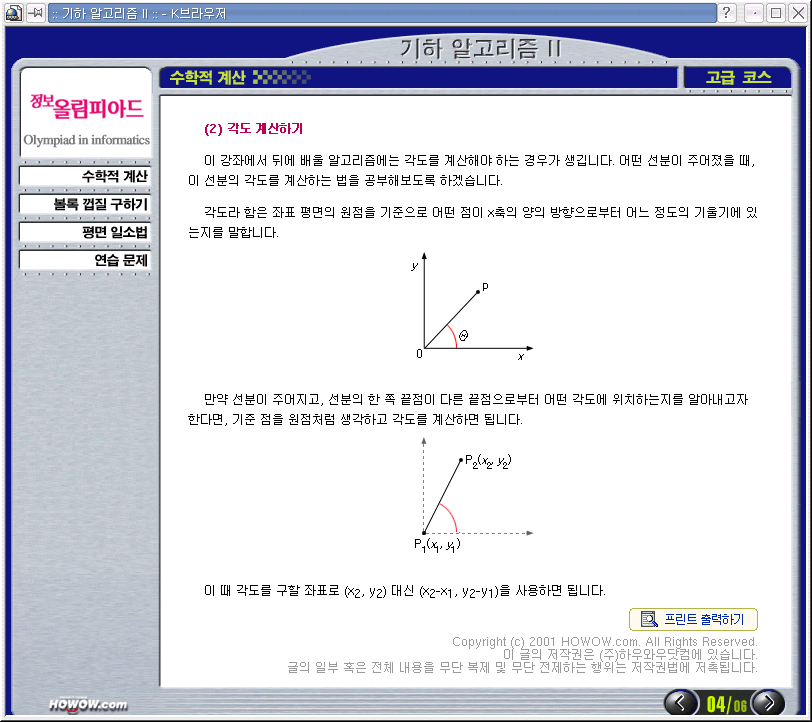 :: 기하 알고리즘 II :: - K브라우저
기하 알고리즘 II
정보올림피아드
Olympiad in informatics
수학적 계산
볼록 껍질 구하기
평면 일소법
연습 문제
수학적 계산
고급 코스
(2) 각도 계산하기
이 강좌에서 뒤에 배울 알고리즘에는 각도를 계산해야 하는 경우가 생깁니다. 어떤 선분이 주어졌을 때,
이 선분의 각도를 계산하는 법을 공부해보도록 하겠습니다.
각도라 함은 좌표 평면의 원점을 기준으로 어떤 점이 x축의 양의 방향으로부터 어느 정도의 기울기에 있
는지를 말합니다.
y
P
Θ
0
x
만약 선분이 주어지고, 선분의 한 쪽 끝점이 다른 끝점으로부터 어떤 각도에 위치하는지를 알아내고자
한다면, 기준 점을 원점처럼 생각하고 각도를 계산하면 됩니다.
P2(x2, y2)
P1(x1, y1)
이 때 각도를 구할 좌표로 (x2, y2) 대신 (x2-x1, y2-y1)을 사용하면 됩니다.
프린트 출력하기
Copyright (c) 2001 HOWOW.com. All Rights Reserved.
이 글의 저작권은 (주)하우와우닷컴에 있습니다.
글의 일부 혹은 전체 내용을 무단 복제 및 무단 전제하는 행위는 저작권법에 저촉됩니다.
HOWOW.com
04/06